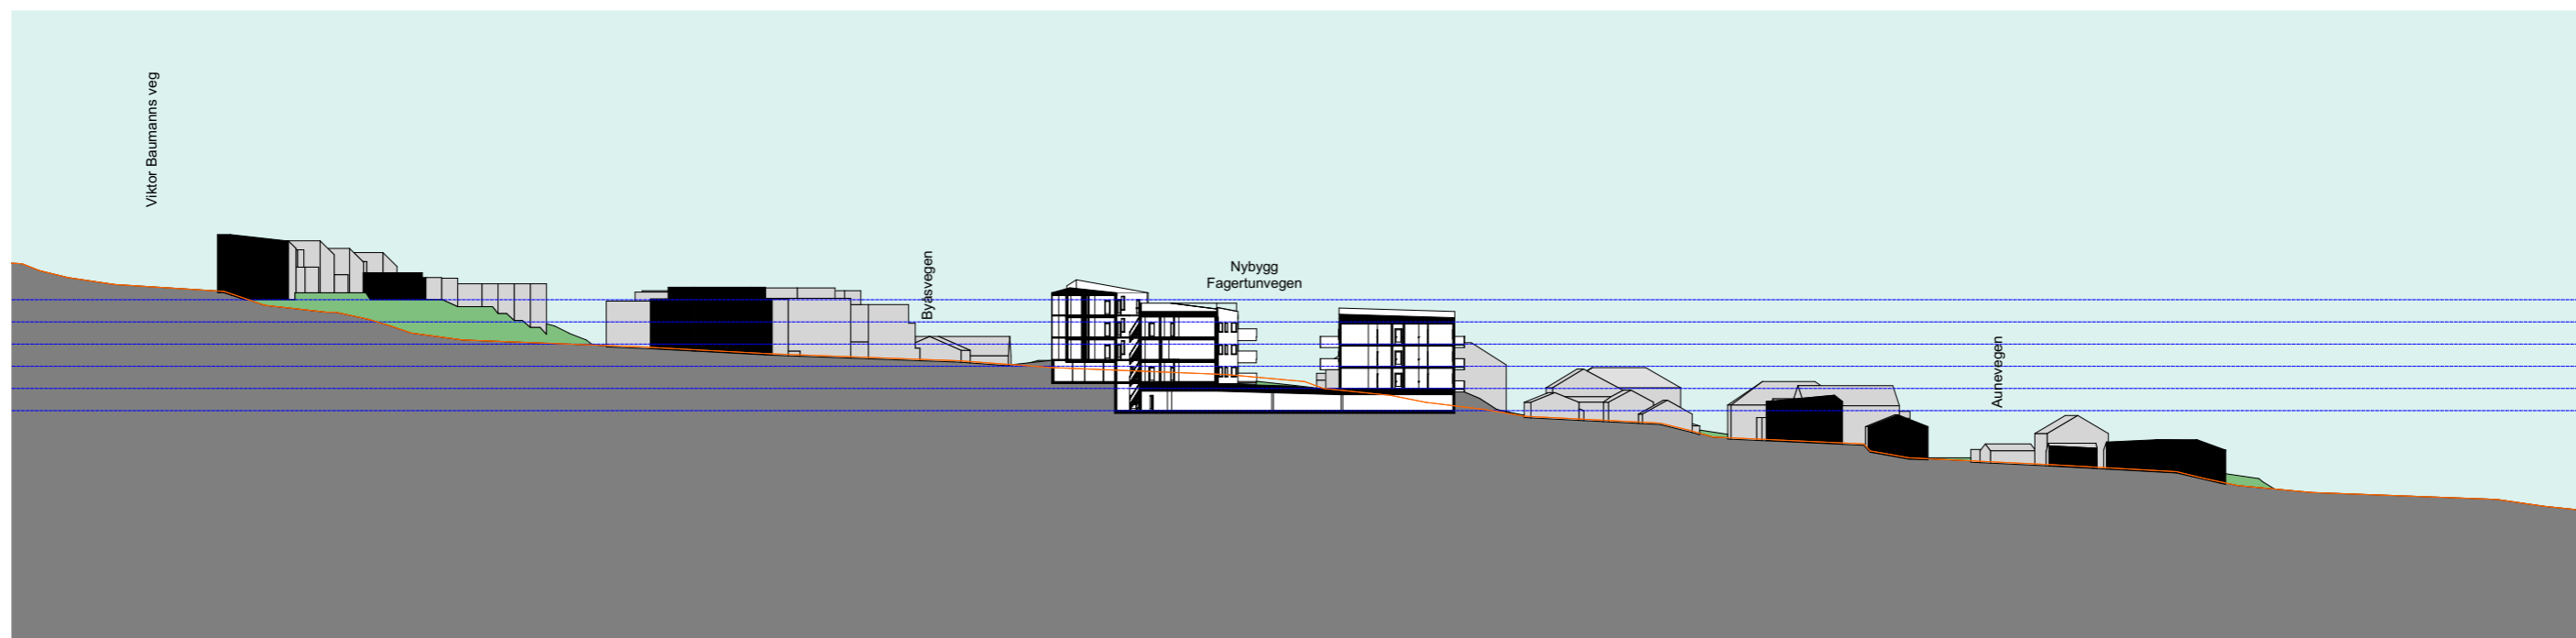 Viktor Baumanns veg
Byåsvegen
Nybygg
Fagertunvegen
Aunevegen